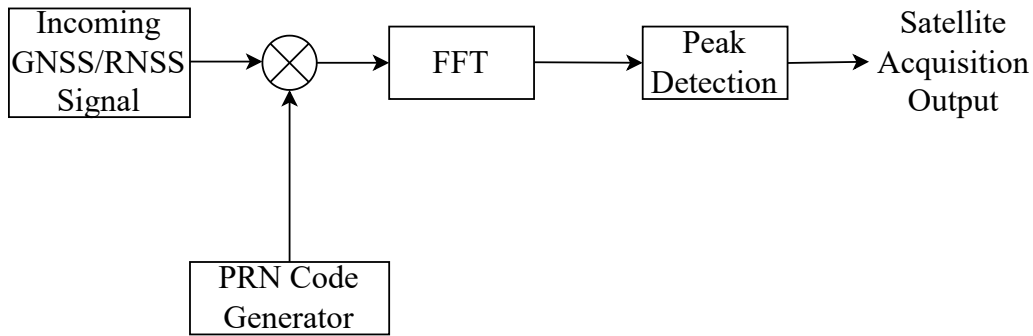 Incoming
GNSS/RNSS
Signal
FFT
Peak
Detection
Satellite
Acquisition
Output
PRN Code
Generator